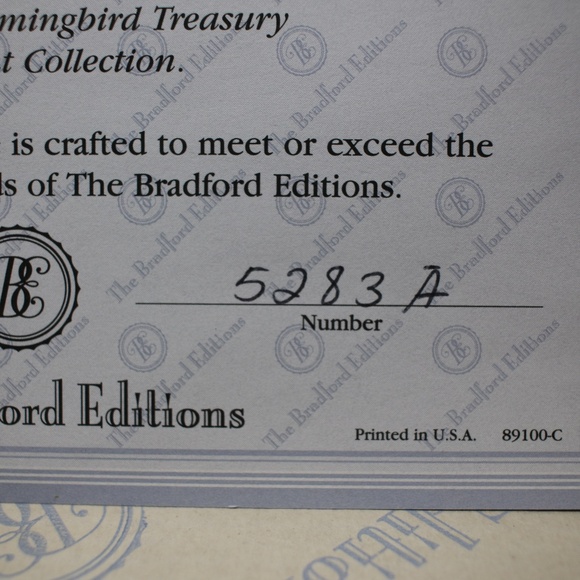 mingbird Treasury
t Collection.
is crafted to meet or exceed the
ls of The Bradford Editions.
BE
5283 A
Number
ord Editions
Printed in U.S.A. 89100-C